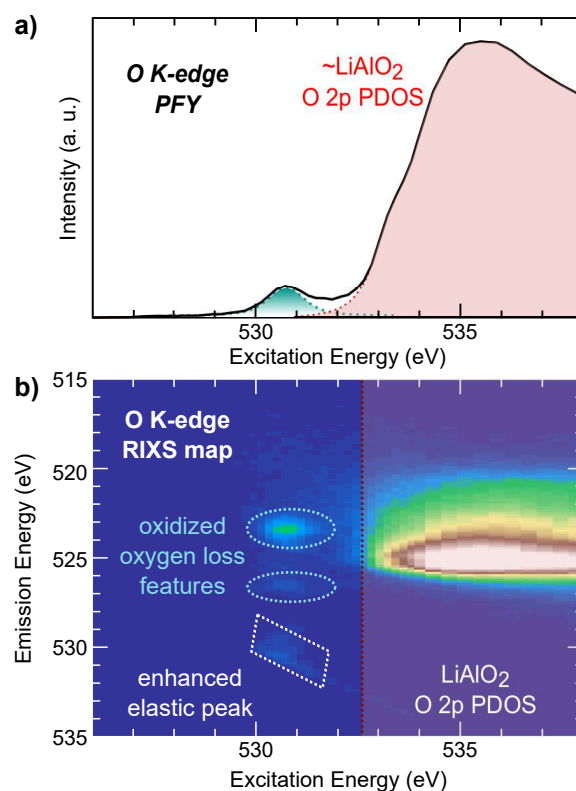 a)
O K-edge
PFY
~LiAlO2
O 2p PDOS
Intensity (a. u.)
530
535
Excitation Energy (eV)
b)
515
520
525
530
535
Emission Energy (eV)
O K-edge
RIXS map
oxidized
oxygen loss
features
enhanced
elastic peak
LiAlO2
O 2p PDOS
530
535
Excitation Energy (eV)